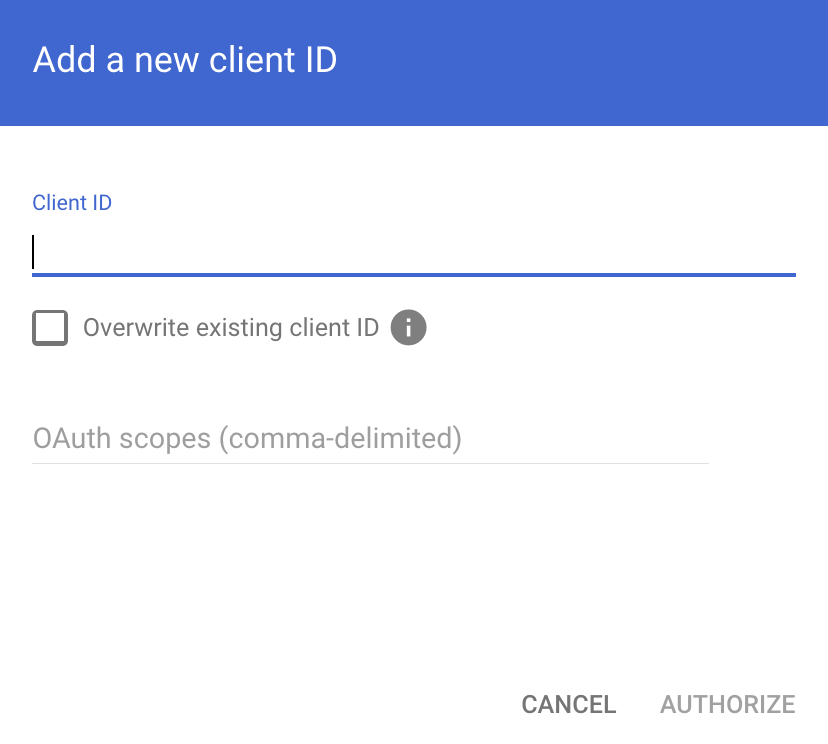 Add a new client ID
Client ID
Overwrite existing client ID
OAuth scopes (comma-delimited)
CANCEL AUTHORIZE